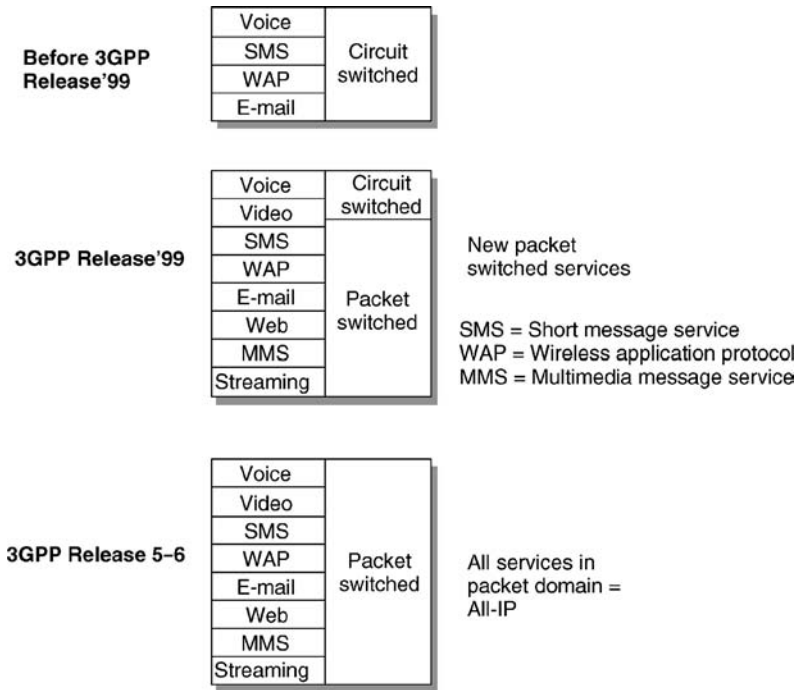 Before 3GPP
Release'99
Voice
SMS
WAP
E-mail
Circuit
switched
3GPP Release'99
Voice
Video
SMS
WAP
E-mail
Web
MMS
Streaming
Circuit
switched
Packet
switched
New packet
switched services
SMS = Short message service
WAP = Wireless application protocol
MMS = Multimedia message service
3GPP Release 5–6
Voice
Video
SMS
WAP
E-mail
Web
MMS
Streaming
Packet
switched
All services in
packet domain =
All-IP